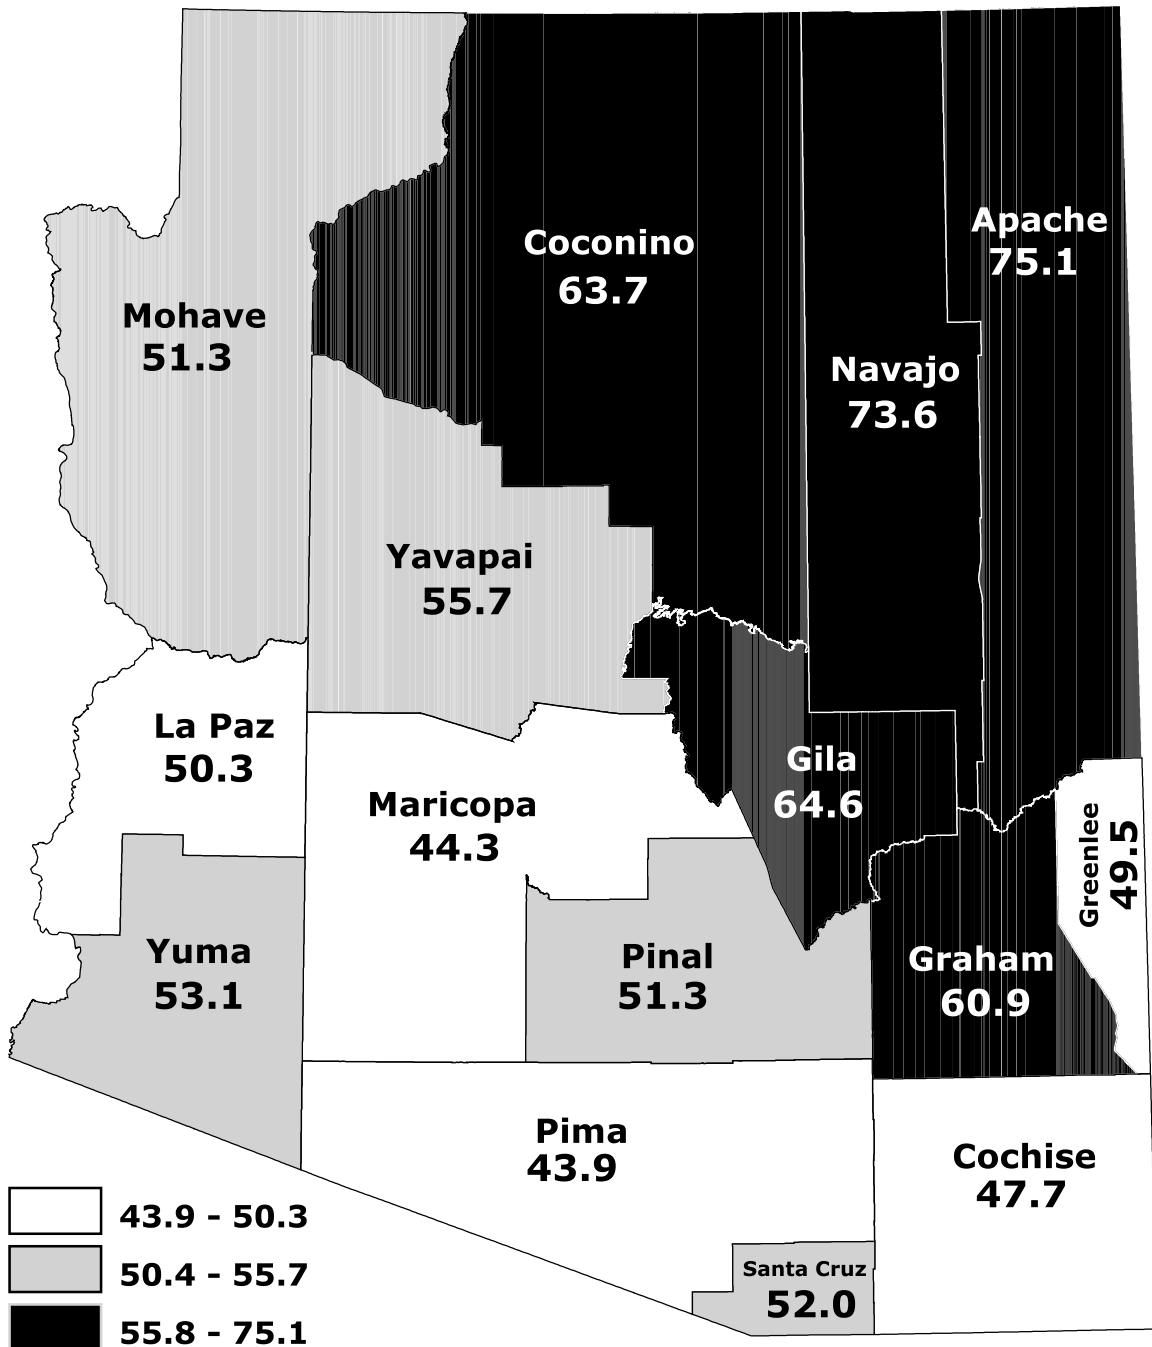 Apache
75.1
Coconino
63.7
Mohave
51.3
Navajo
73.6
Yavapai
55.7
La Paz
50.3
Gila
64.6
Maricopa
44.3
Greenlee
49.5
Yuma
53.1
Pinal
51.3
Graham
60.9
Pima
43.9
Cochise
47.7
Santa Cruz
52.0
43.9 - 50.3
50.4 - 55.7
55.8 - 75.1